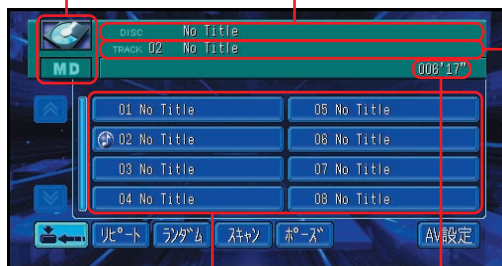 DISC No Title
TRACK 02 No Title
MD
006'17"
01 No Title
05 No Title
02 No Title
06 No Title
03 No Title
07 No Title
04 No Title
08 No Title
リピート ランダム スキャン ポーズ AV設定